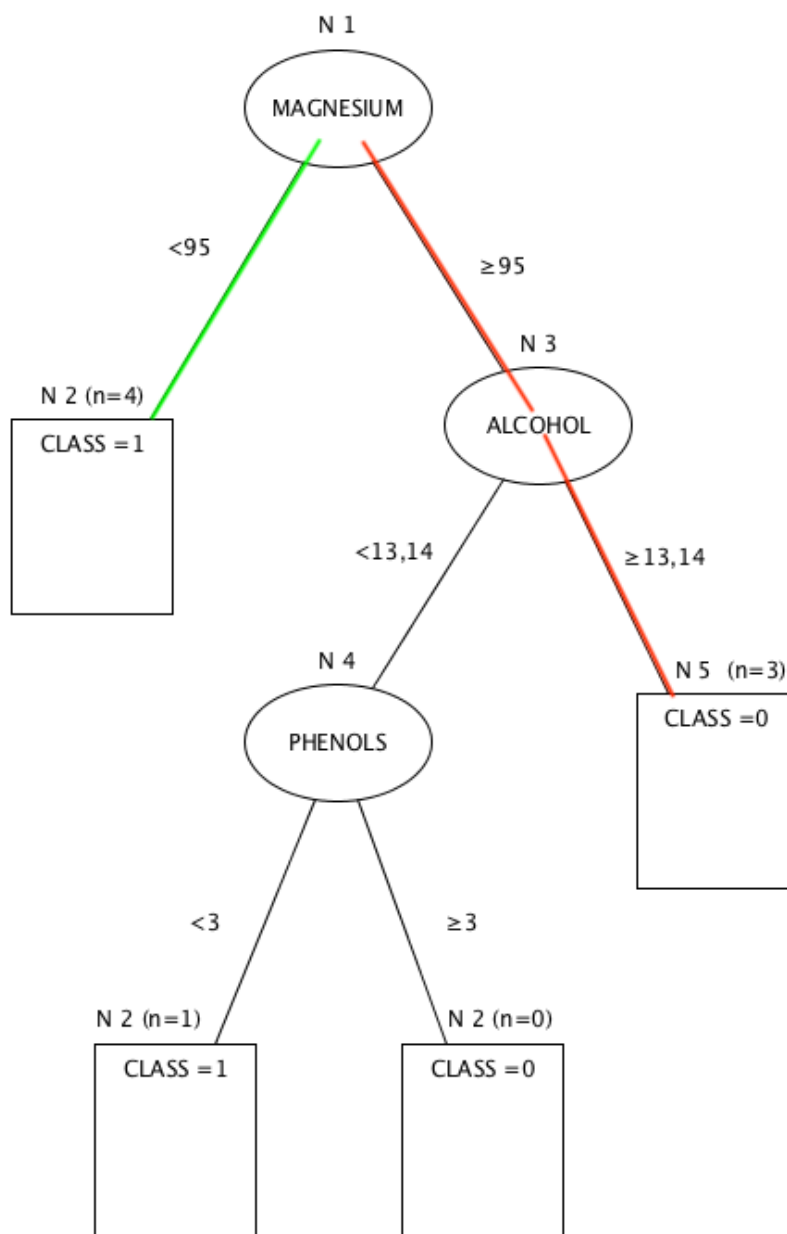 N 1
MAGNESIUM
<95
≥95
N 3
N 2 (n=4)
ALCOHOL
CLASS =1
<13,14
≥13,14
N 4
N 5 (n=3)
CLASS =0
PHENOLS
<3
≥3
N 2 (n=1)
N 2 (n=0)
CLASS =1
CLASS =0